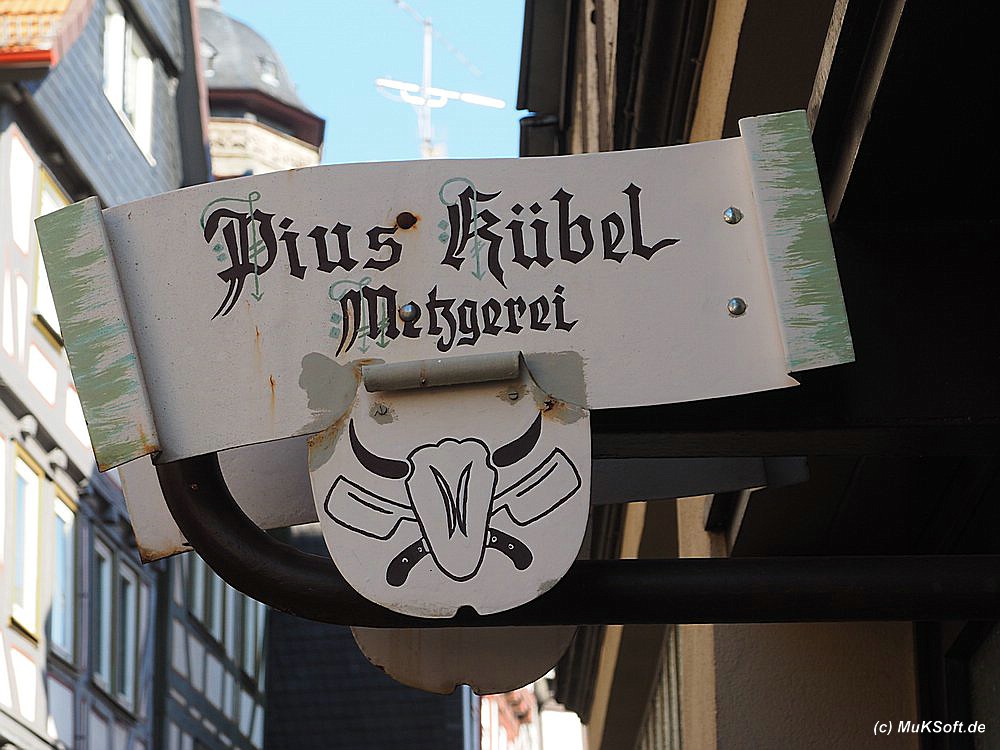 Pius Kübel
Metzgerei
(c) MuKSoft.de